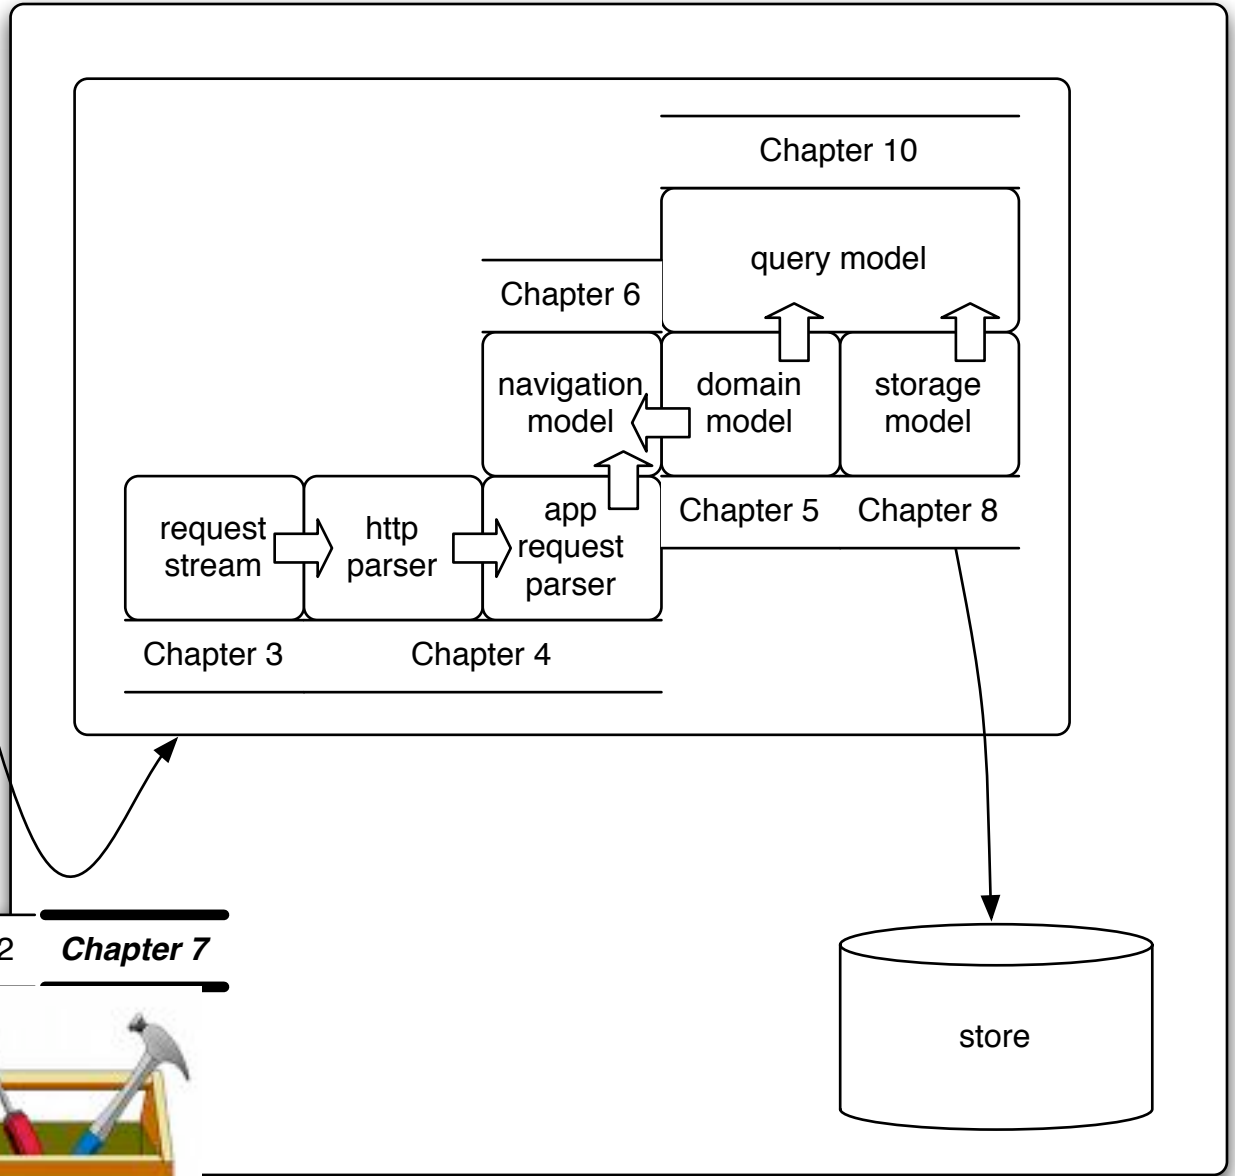 Chapter 10
query model
Chapter 6
navigation
model
domain
model
storage
model
request
stream
http
parser
app
request
parser
Chapter 5
Chapter 8
Chapter 3
Chapter 4
2
Chapter 7
store